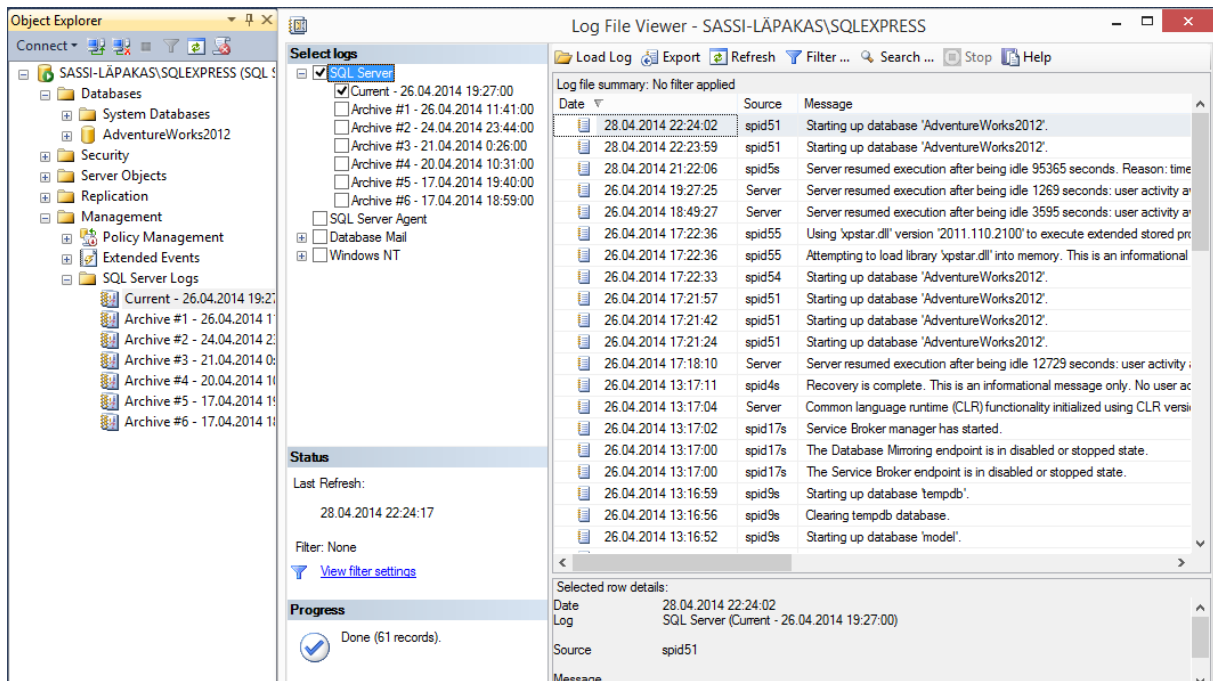 Object Explorer
Connect
SASSI-LÄPAKAS\SQLEXPRESS (SQL S
Databases
System Databases
AdventureWorks2012
Security
Server Objects
Replication
Management
Policy Management
Extended Events
SQL Server Logs
Current - 26.04.2014 19:27
Archive #1 - 26.04.2014 1
Archive #2 - 24.04.2014 2
Archive #3 - 21.04.2014 0:
Archive #4 - 20.04.2014 10
Archive #5 - 17.04.2014 19
Archive #6 - 17.04.2014 18
Log File Viewer - SASSI-LÄPAKAS\SQLEXPRESS
Select logs
SQL Server
Current - 26.04.2014 19:27:00
Archive #1 - 26.04.2014 11:41:00
Archive #2 - 24.04.2014 23:44:00
Archive #3 - 21.04.2014 0:26:00
Archive #4 - 20.04.2014 10:31:00
Archive #5 - 17.04.2014 19:40:00
Archive #6 - 17.04.2014 18:59:00
SQL Server Agent
Database Mail
Windows NT
Status
Last Refresh:
28.04.2014 22:24:17
Filter: None
View filter settings
Progress
Done (61 records).
Load Log Export Refresh Filter ... Search ... Stop Help
Log file summary: No filter applied
Date Source Message
28.04.2014 22:24:02 spid51 Starting up database 'AdventureWorks2012'.
28.04.2014 22:23:59 spid51 Starting up database 'AdventureWorks2012'.
28.04.2014 21:22:06 spid5s Server resumed execution after being idle 95365 seconds. Reason: time
26.04.2014 19:27:25 Server Server resumed execution after being idle 1269 seconds: user activity a
26.04.2014 18:49:27 Server Server resumed execution after being idle 3595 seconds: user activity a
26.04.2014 17:22:36 spid55 Using 'xpstar.dll' version '2011.110.2100' to execute extended stored pro
26.04.2014 17:22:36 spid55 Attempting to load library 'xpstar.dll' into memory. This is an informational
26.04.2014 17:22:33 spid54 Starting up database 'AdventureWorks2012'.
26.04.2014 17:21:57 spid51 Starting up database 'AdventureWorks2012'.
26.04.2014 17:21:42 spid51 Starting up database 'AdventureWorks2012'.
26.04.2014 17:21:24 spid51 Starting up database 'AdventureWorks2012'.
26.04.2014 17:18:10 Server Server resumed execution after being idle 12729 seconds: user activity
26.04.2014 13:17:11 spid4s Recovery is complete. This is an informational message only. No user ac
26.04.2014 13:17:04 Server Common language runtime (CLR) functionality initialized using CLR versi
26.04.2014 13:17:02 spid17s Service Broker manager has started.
26.04.2014 13:17:00 spid17s The Database Mirroring endpoint is in disabled or stopped state.
26.04.2014 13:17:00 spid17s The Service Broker endpoint is in disabled or stopped state.
26.04.2014 13:16:59 spid9s Starting up database 'tempdb'.
26.04.2014 13:16:56 spid9s Clearing tempdb database.
26.04.2014 13:16:52 spid9s Starting up database 'model'.
Selected row details:
Date 28.04.2014 22:24:02
Log SQL Server (Current - 26.04.2014 19:27:00)
Source spid51
Message